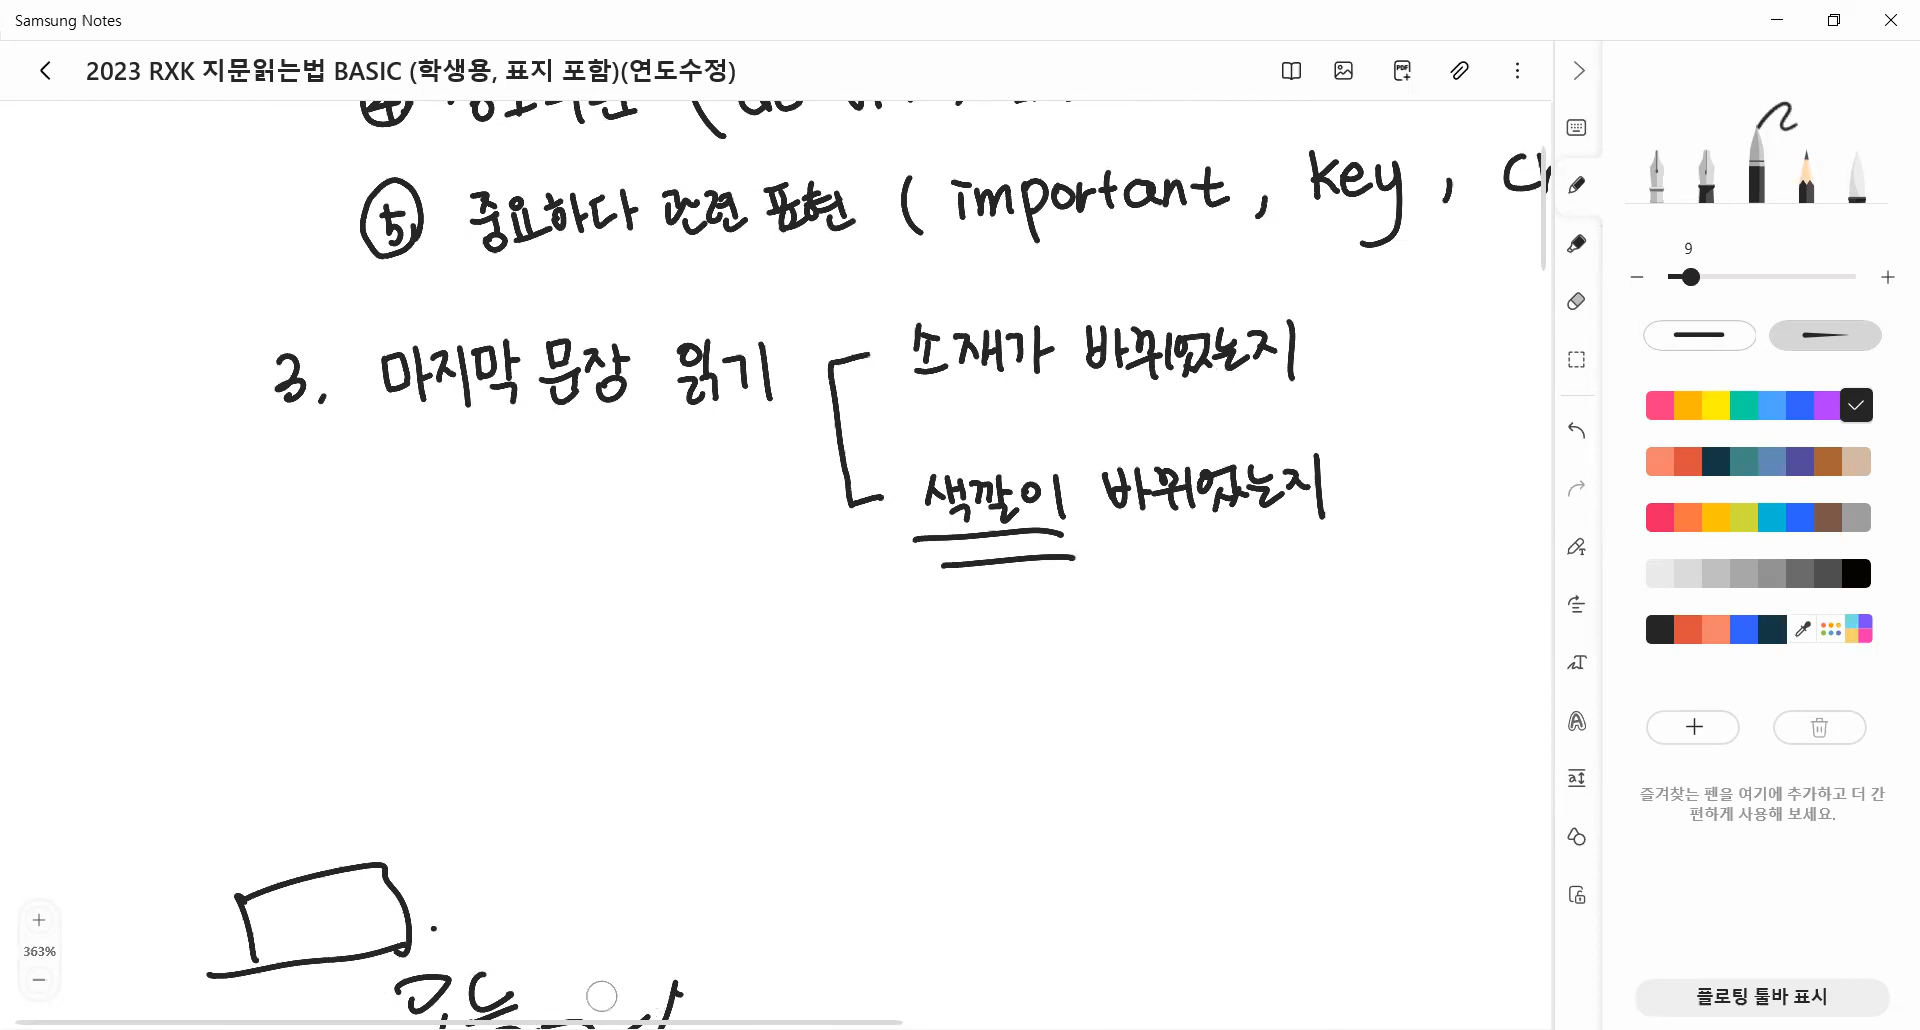 Samsung Notes
2023 RXK 지문읽는법 BASIC (학생용, 표지 포함)(연도수정)
⑤ 중요하다 관련 표현 ( important, key, c
3. 마지막 문장 읽기
소재가 바뀌었는지
색깔이 바뀌었는지
9
즐겨찾는 펜을 여기에 추가하고 더 간
편하게 사용해 보세요.
363%
플로팅 툴바 표시